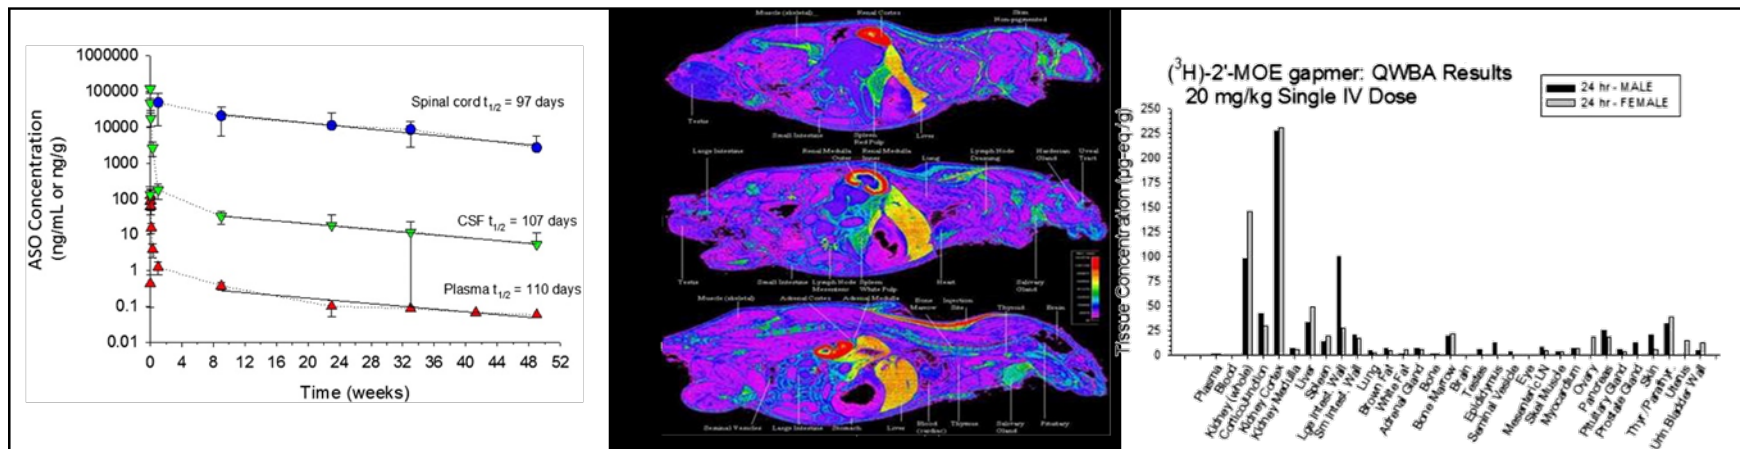 1000000
100000
10000
1000
100
10
1
0.1
0.01
ASO Concentration
(ng/mL or ng/g)
Spinal cord t1/2 = 97 days
CSF t1/2 = 107 days
Plasma t1/2 = 110 days
0 4 8 12 16 20 24 28 32 36 40 44 48 52
Time (weeks)
Muscle (skeletal)
Renal Cortex
Skin
Non-pigmented
Testis
Small Intestine
Spleen
Red Pulp
Liver
Large Intestine
Renal Medulla
Outer
Renal Medulla
Inner
Lung
Lymph Node
Draining
Harderian
Gland
Uveal
Tract
Testis
Small Intestine
Lymph Node
Mesenteric
Spleen
White Pulp
Heart
Salivary
Gland
Muscle (skeletal)
Adrenal Cortex
Adrenal Medulla
Bone
Marrow
Injection
Site
Thyroid
Brain
Seminal Vesicles
Large Intestine
Stomach
Liver
Blood
(cardiac)
Thymus
Salivary
Gland
Pituitary
(3H)-2'-MOE gapmer: QWBA Results
20 mg/kg Single IV Dose
24 hr - MALE
24 hr - FEMALE
250
225
200
175
150
125
100
75
50
25
0
Tissue Concentration (µg-eq./g)
Plasma
Blood
Kidney (whole)
Corticojunction
Kidney Cortex
Kidney Medulla
Liver
Spleen
Lge Intest. Wall
Sm Intest. Wall
Lung
Brown Fat
White Fat
Adrenal Gland
Bone
Bone Marrow
Brain
Testes
Epididymus
Seminal Vesicle
Eye
Mesenteric LN
Skel Muscle
Myocardium
Ovary
Pancreas
Pituitary Gland
Prostate Gland
Skin
Thyr./Parathyr...
Uterus
Urin.Bladder Wall